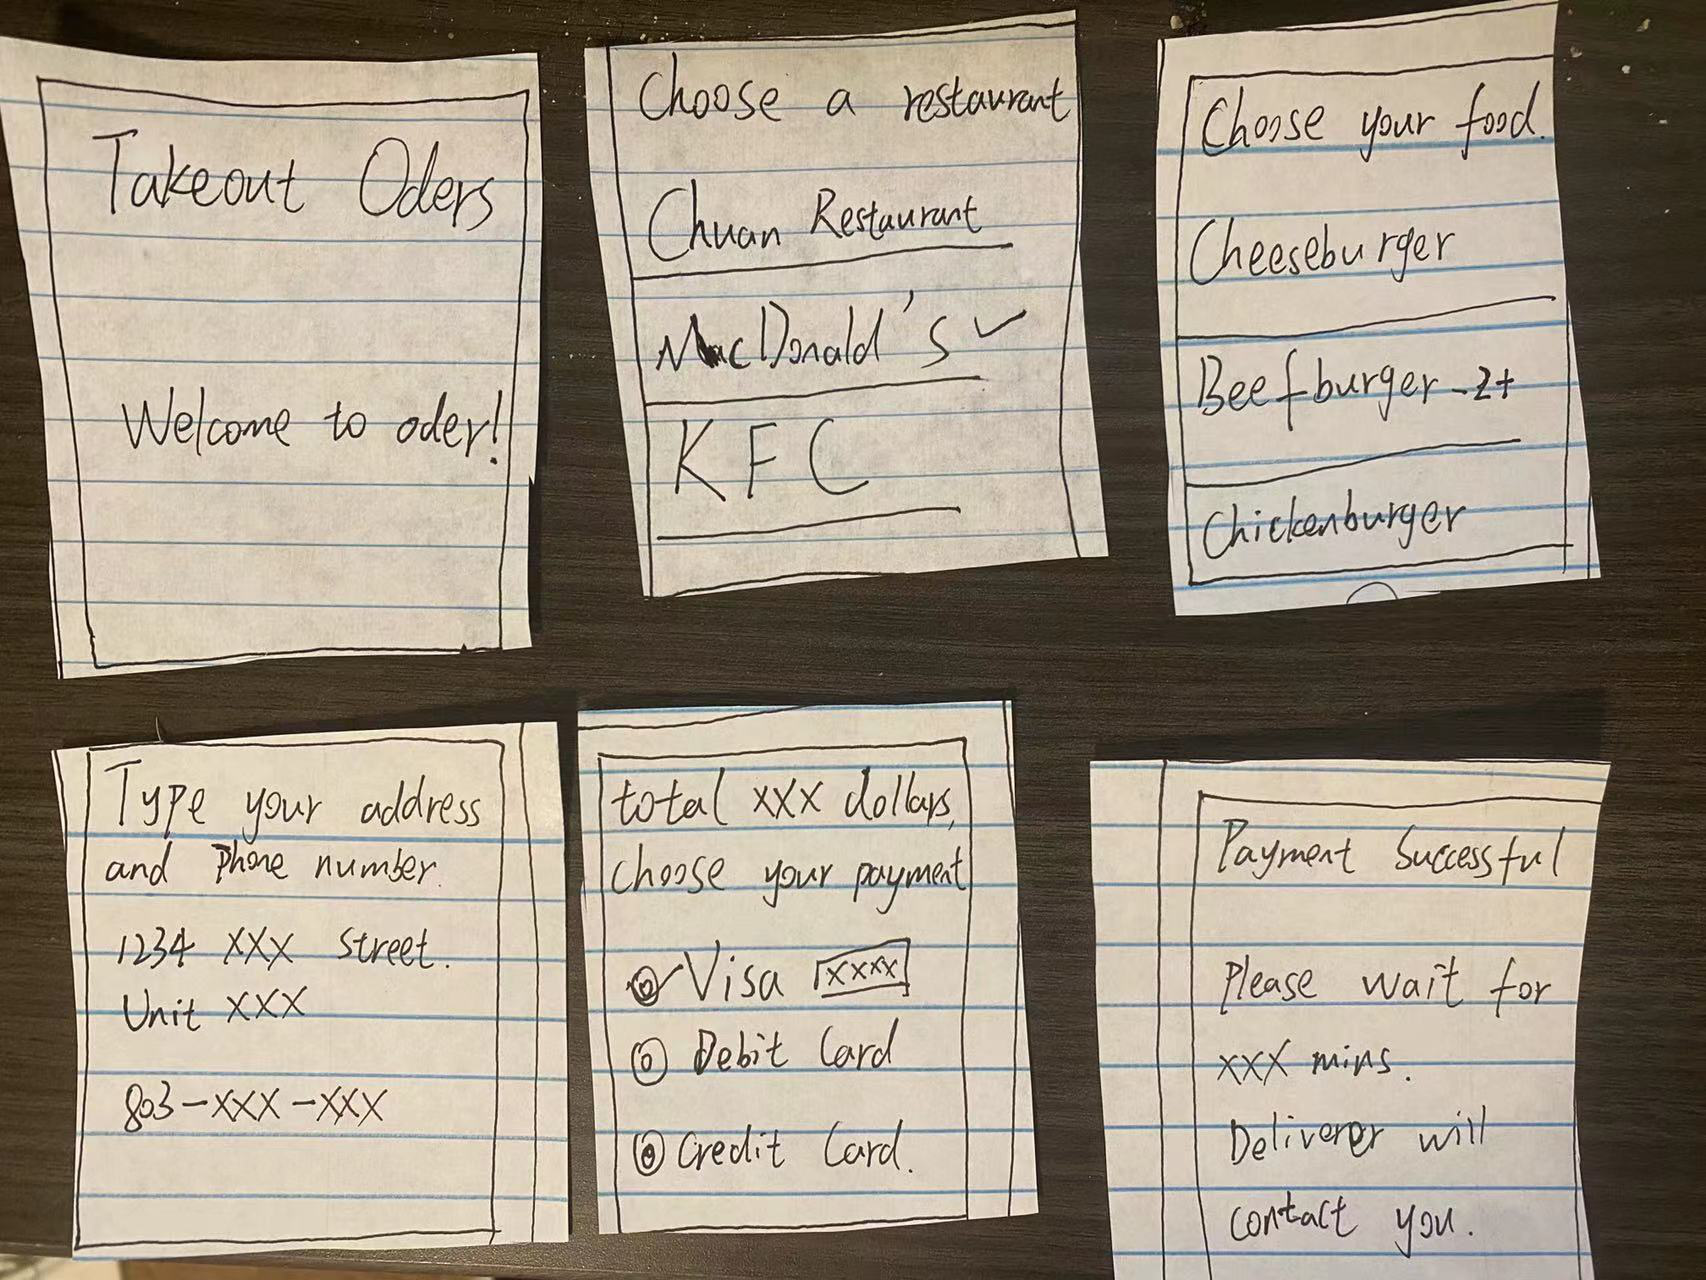 Takeout Oders
Welcome to oder!
Choose a restaurant
Chuan Restaurant
MacDonald's ✓
KFC
Choose your food.
Cheeseburger
Beefburger -2+
Chickenburger
Type your address
and phone number.
1234 XXX Street.
Unit XXX
803-XXX-XXX
total XXX dollars,
choose your payment
Visa XXXX
Debit Card
Credit Card.
Payment Successful
Please wait for
XXX mins.
Deliverer will
contact you.